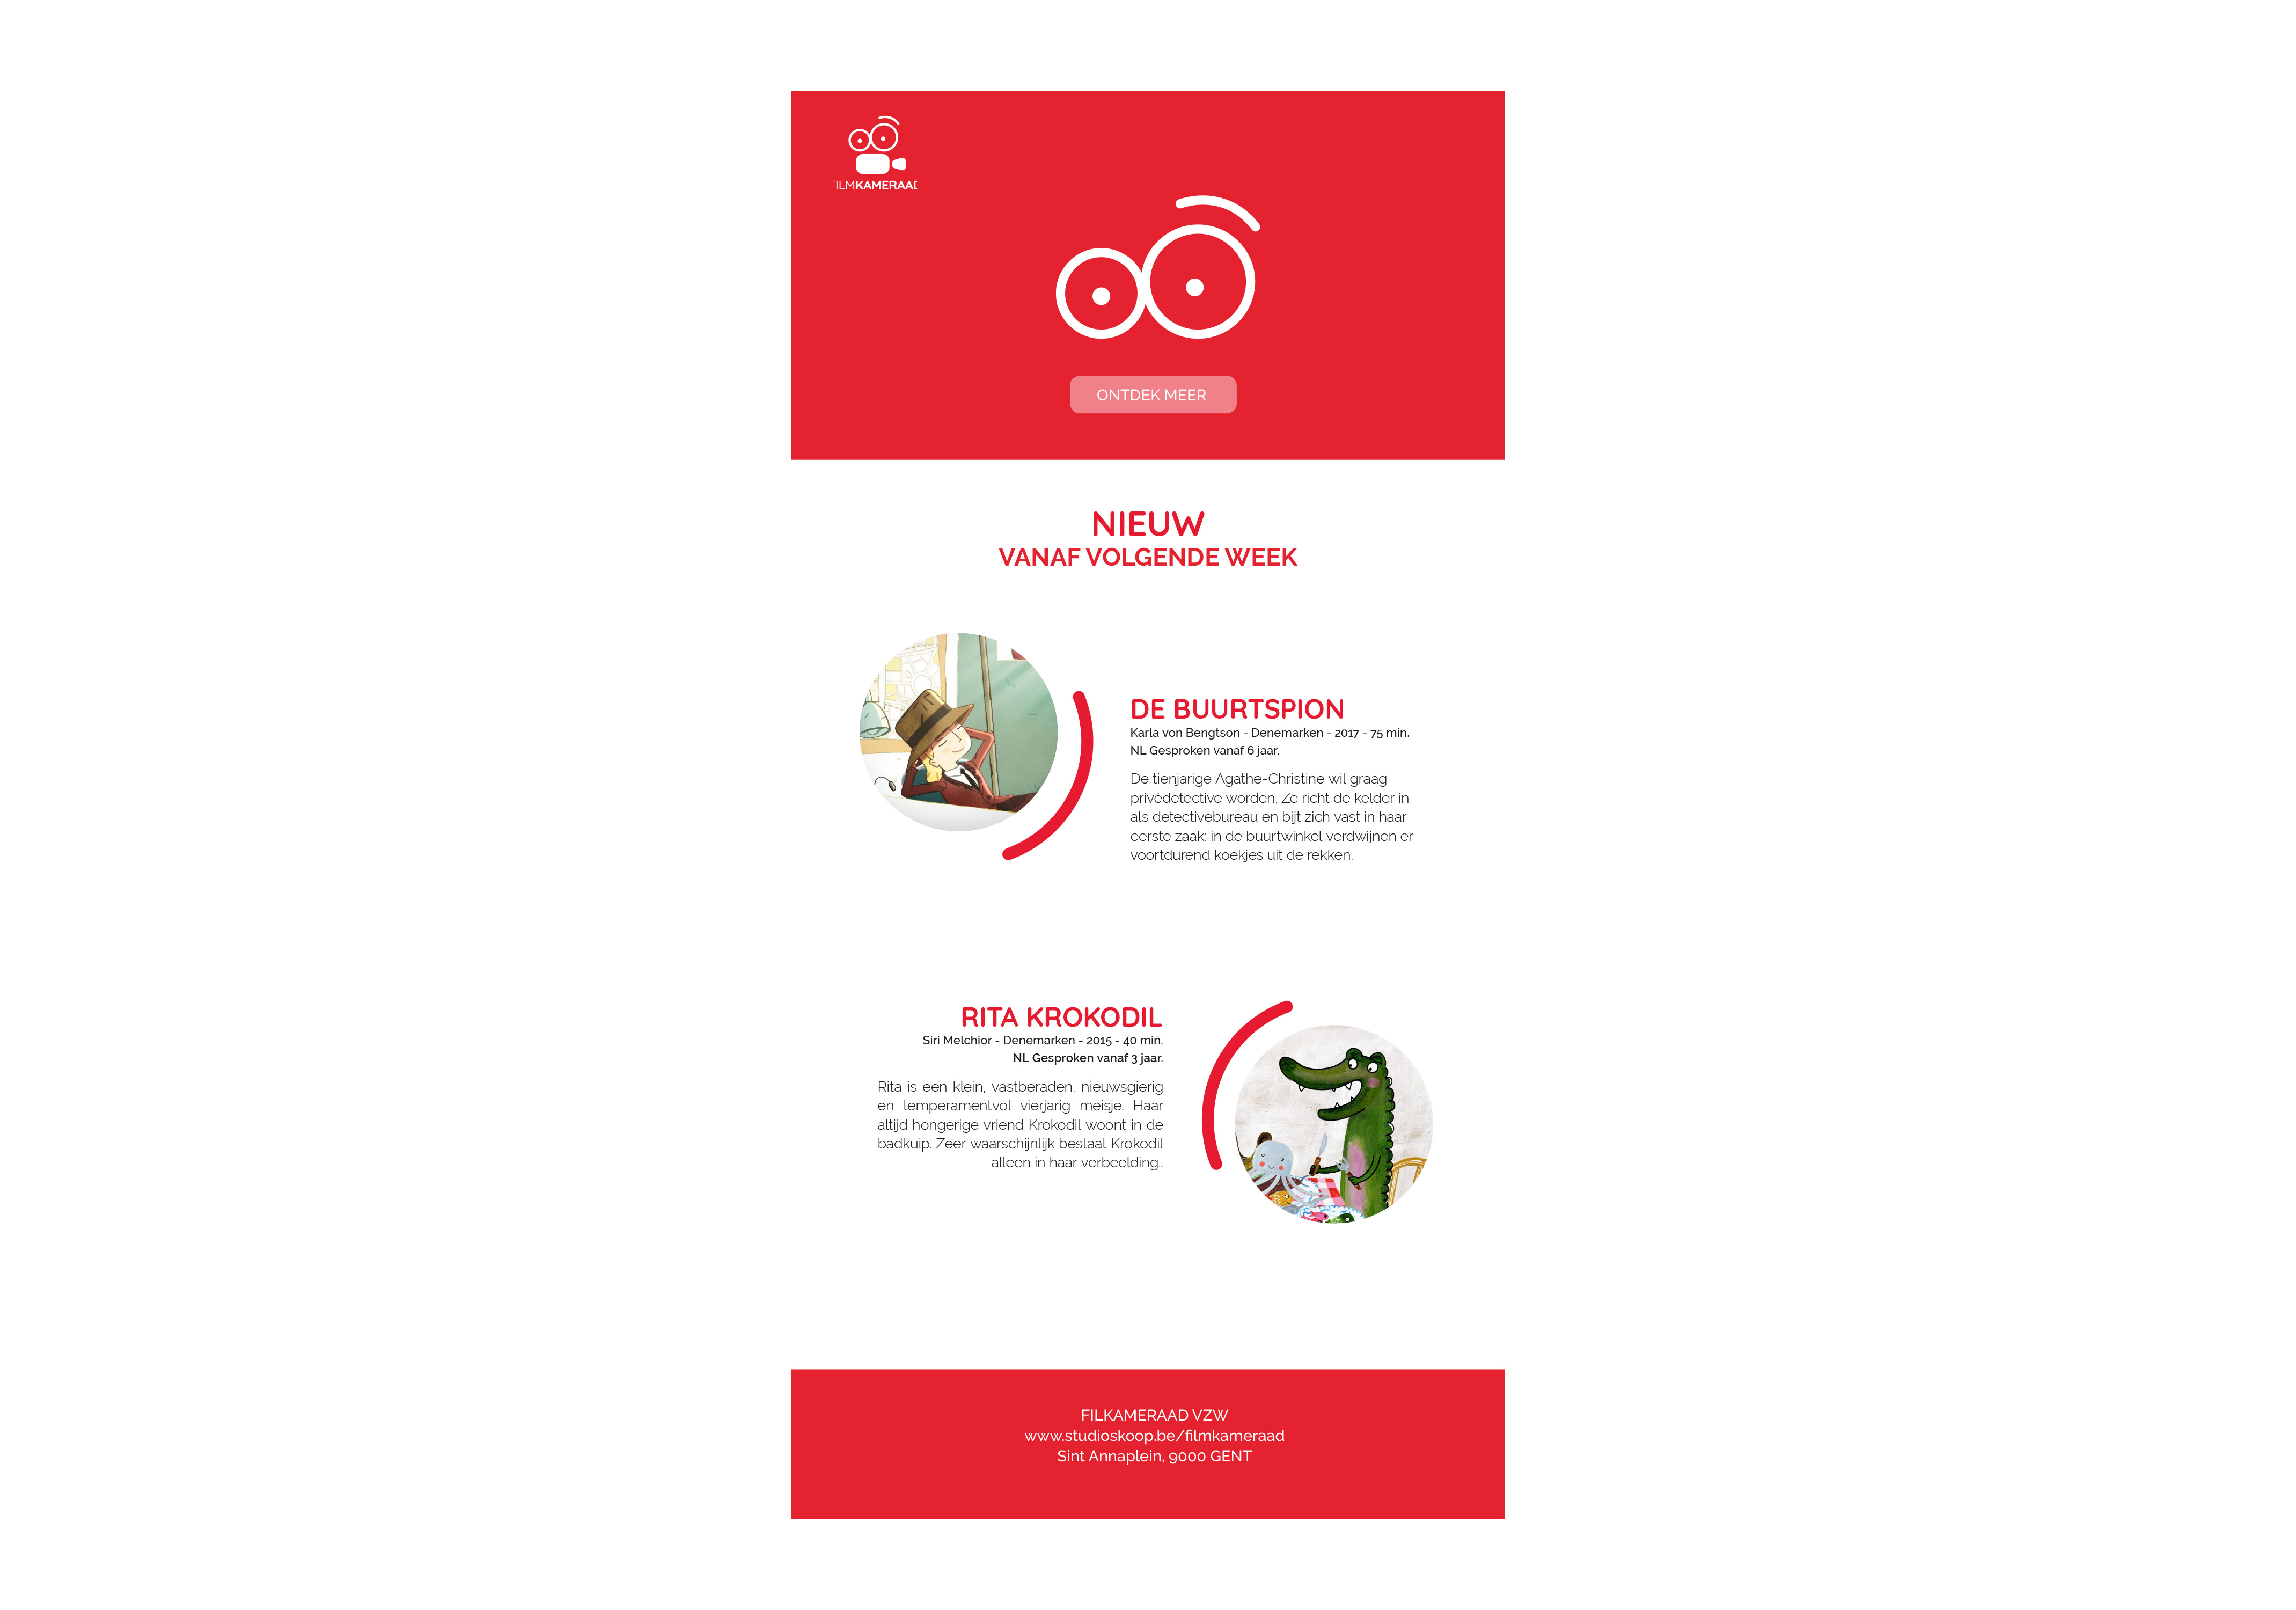 FILMKAMERAAD
ONTDEK MEER
NIEUW
VANAF VOLGENDE WEEK
DE BUURTSPION
Karla von Bengtson - Denemarken - 2017 - 75 min.
NL Gesproken vanaf 6 jaar.
De tienjarige Agathe-Christine wil graag
privédetective worden. Ze richt de kelder in
als detectivebureau en bijt zich vast in haar
eerste zaak: in de buurtwinkel verdwijnen er
voortdurend koekjes uit de rekken.
RITA KROKODIL
Siri Melchior - Denemarken - 2015 - 40 min.
NL Gesproken vanaf 3 jaar.
Rita is een klein, vastberaden, nieuwsgierig
en temperamentvol vierjarig meisje. Haar
altijd hongerige vriend Krokodil woont in de
badkuip. Zeer waarschijnlijk bestaat Krokodil
alleen in haar verbeelding..
FILKAMERAAD VZW
www.studioskoop.be/filmkameraad
Sint Annaplein, 9000 GENT